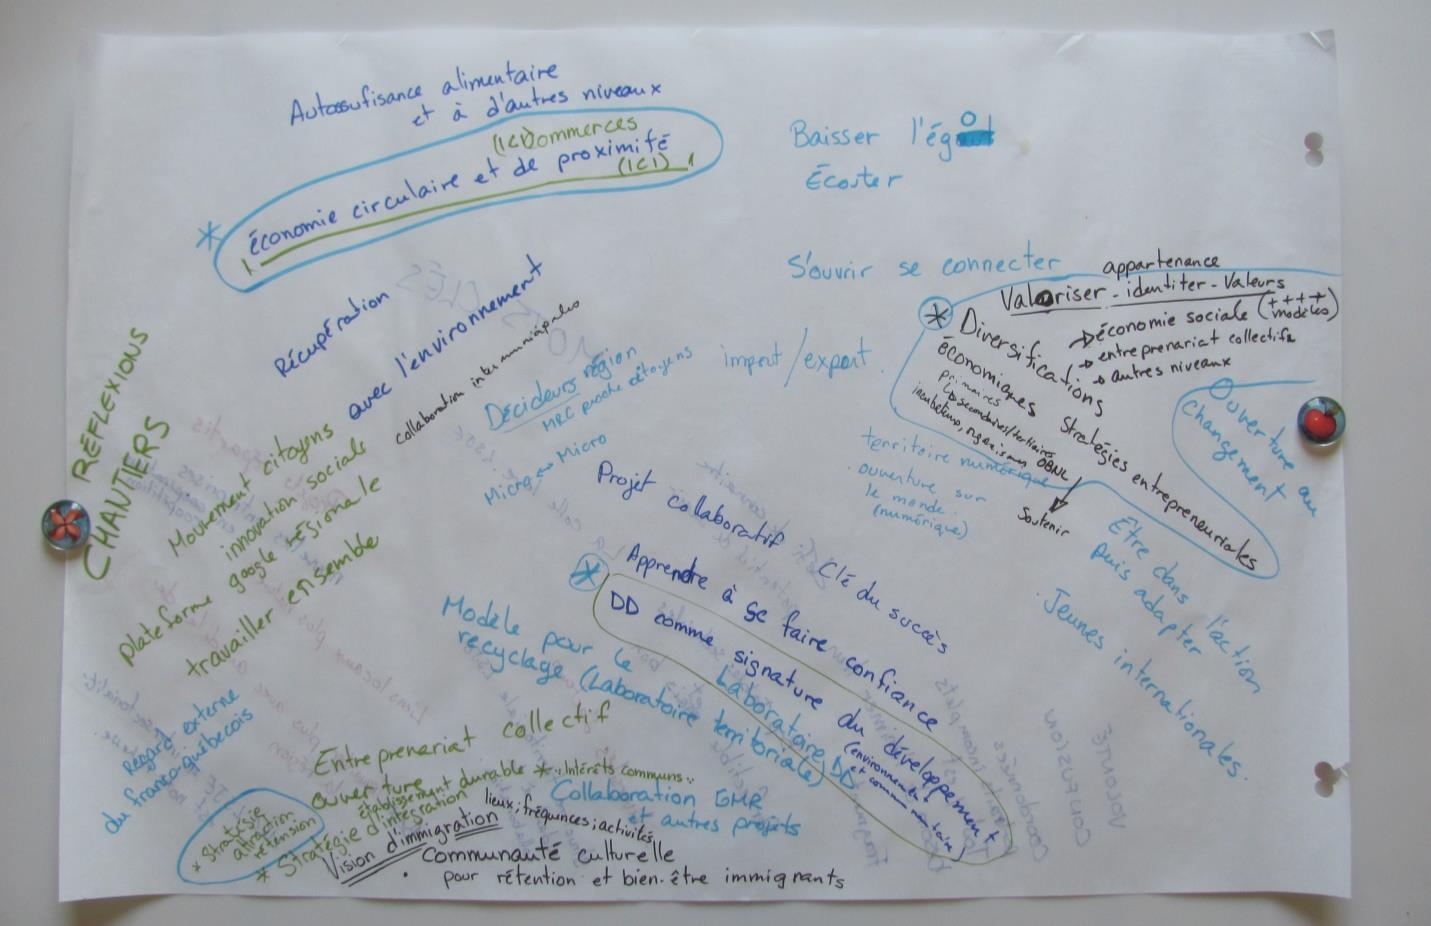 RÉFLEXIONS
CHANTIERS
Autosufisance alimentaire
et à d'autres niveaux
(ICI) Commerces
* économie circulaire et de proximité
(ICI)
Récupération
avec l'environnement
collaboration intermunicipales
Mouvement citoyens
innovation sociale
plateforme google régionale
travailler ensemble
Baisser l'égo
Écouter
S'ouvrir se connecter
import/export.
Décideurs région
MRC proche citoyens
Micro ↔ Micro
appartenance
Valoriser - identiter - Valeurs
* Diversifications
économiques
→ économie sociale (++++ modèles)
→ entreprenariat collectifs
→ autres niveaux
primaires
↳ secondaires/tertiaires
OBNL
Stratégies entrepreneuriales
Soutenir
Ouverture au
changement
territoire numérique
. ouverture sur
le monde.
(numérique)
Être dans l'action
puis adapter
. Jeunes internationales.
Projet collaboratif : Clé du succès
Apprendre à se faire confiance
* DD comme signature du développement
(environnement
et communautaire)
Laboratoire DD
Modèle pour le
recyclage (Laboratoire territoriale)
Regard externe
du franco-québecois
Entreprenariat collectif
ouverture
établissement durable * .. Intérêts communs ..
* Stratégie d'intégration
lieux; fréquences; activités
Collaboration GMR
et autres projets
* Stratégie
attraction
rétention
Vision d'immigration
. Communauté culturelle
pour rétention et bien-être immigrants